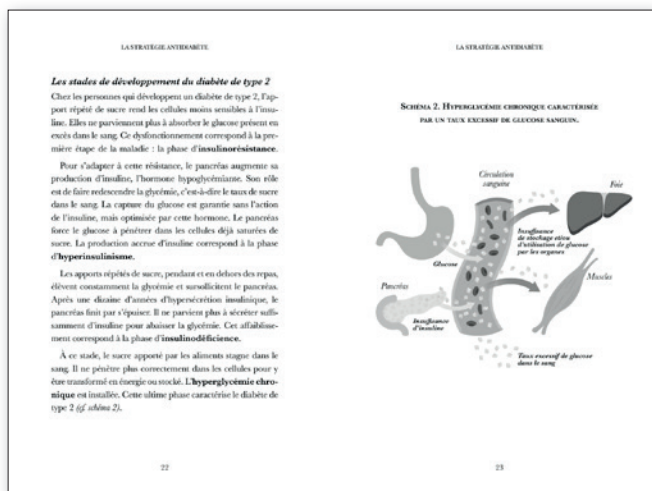 LA STRATÉGIE ANTIDIABÈTE
Les stades de développement du diabète de type 2
Chez les personnes qui développent un diabète de type 2, l'ap-
port répété de sucre rend les cellules moins sensibles à l'insu-
line. Elles ne parviennent plus à absorber le glucose présent en
excès dans le sang. Ce dysfonctionnement correspond à la pre-
mière étape de la maladie : la phase d'insulinorésistance.
Pour s'adapter à cette résistance, le pancréas augmente sa
production d'insuline, l'hormone hypoglycémiante. Son rôle
est de faire redescendre la glycémie, c'est-à-dire le taux de sucre
dans le sang. La capture du glucose est garantie sans l'action
de l'insuline, mais optimisée par cette hormone. Le pancréas
force le glucose à pénétrer dans les cellules déjà saturées de
sucre. La production accrue d'insuline correspond à la phase
d'hyperinsulinisme.
Les apports répétés de sucre, pendant et en dehors des repas,
élèvent constamment la glycémie et sursollicitent le pancréas.
Après une dizaine d'années d'hypersécrétion insulinique, le
pancréas finit par s'épuiser. Il ne parvient plus à sécréter suffi-
samment d'insuline pour abaisser la glycémie. Cet affaiblisse-
ment correspond à la phase d'insulinodéficience.
À ce stade, le sucre apporté par les aliments stagne dans le
sang. Il ne pénètre plus correctement dans les cellules pour y
être transformé en énergie ou stocké. L'hyperglycémie chro-
nique est installée. Cette ultime phase caractérise le diabète de
type 2 (cf. schéma 2).
22
LA STRATÉGIE ANTIDIABÈTE
SCHÉMA 2. HYPERGLYCÉMIE CHRONIQUE CARACTÉRISÉE
PAR UN TAUX EXCESSIF DE GLUCOSE SANGUIN.
Circulation
sanguine
Foie
Insuffisance
de stockage et/ou
d'utilisation de glucose
par les organes
Glucose
Muscles
Pancréas
Insuffisance
d'insuline
Taux excessif de glucose
dans le sang
23